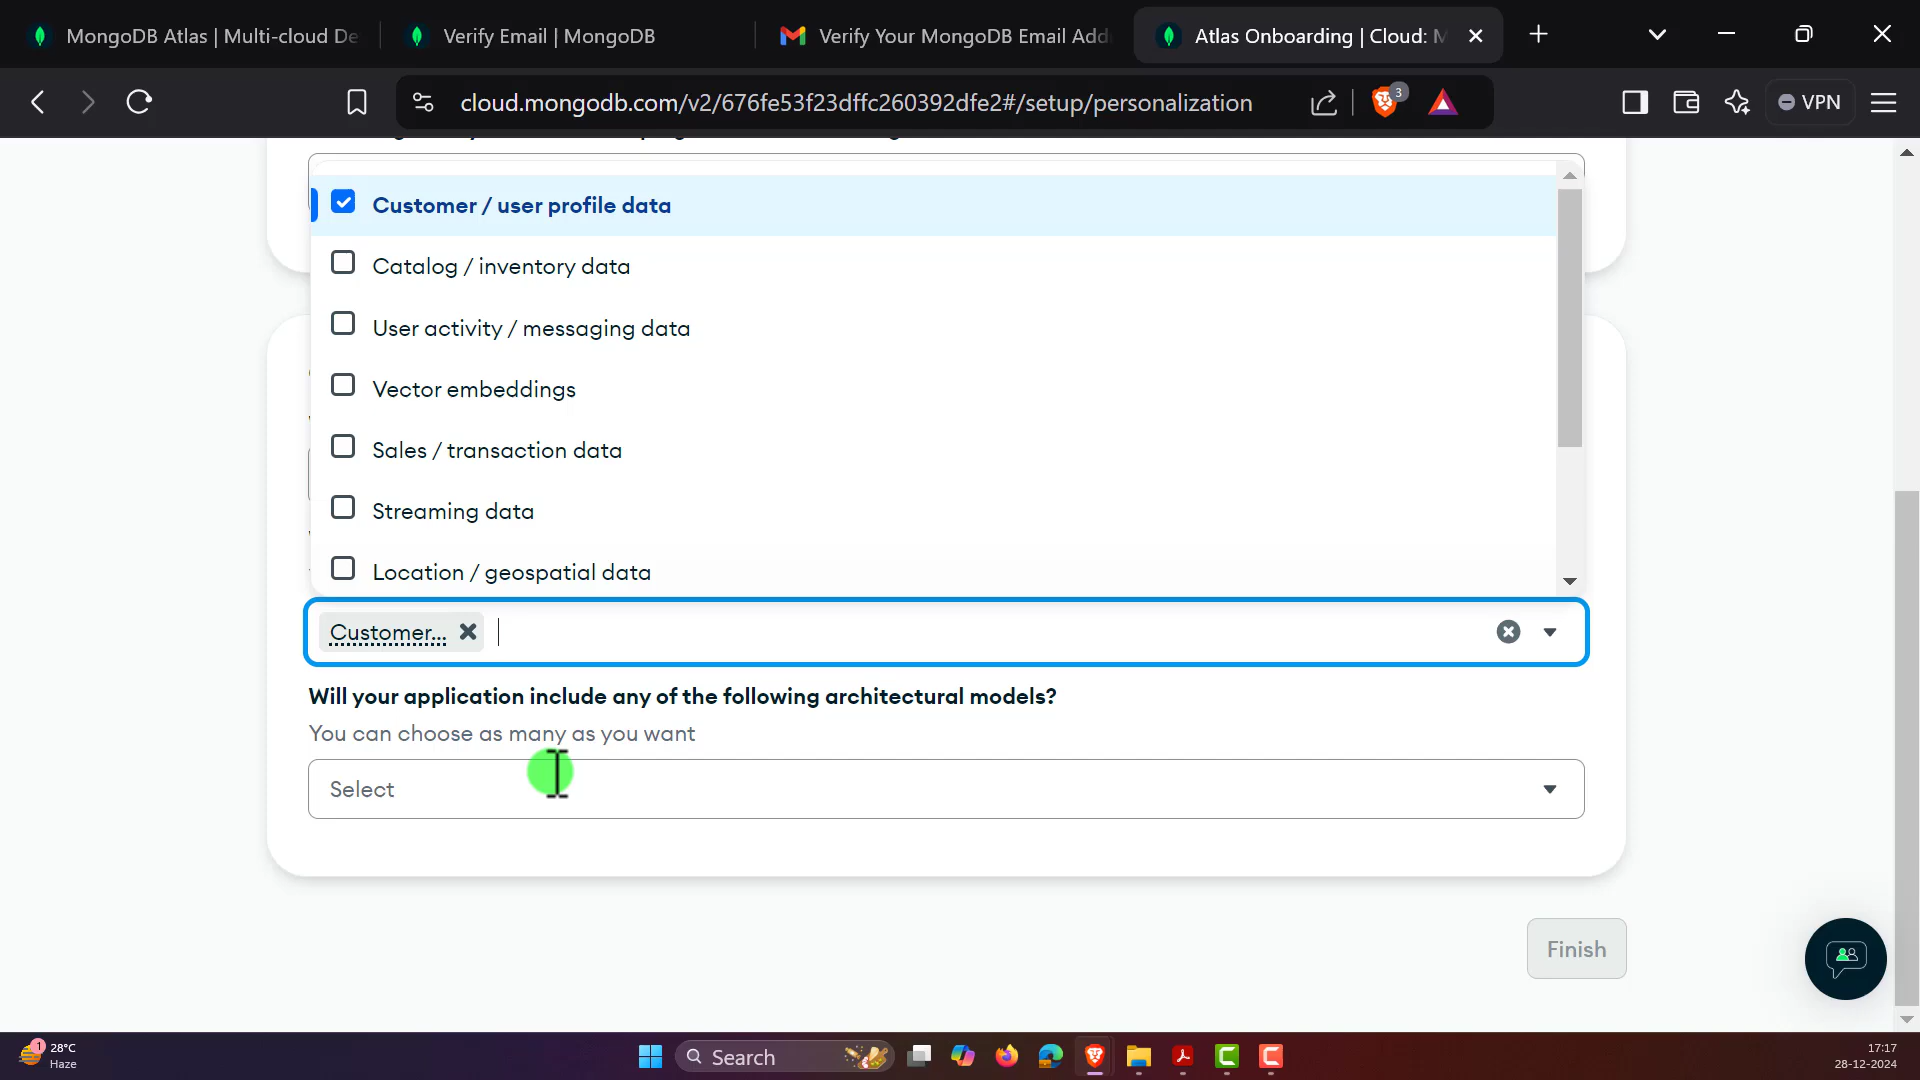 MongoDB Atlas | Multi-cloud De
Verify Email | MongoDB
Verify Your MongoDB Email Add
Atlas Onboarding | Cloud: M
cloud.mongodb.com/v2/676fe53f23dffc260392dfe2#/setup/personalization
3
VPN
Customer / user profile data
Catalog / inventory data
User activity / messaging data
Vector embeddings
Sales / transaction data
Streaming data
Location / geospatial data
Customer...
Will your application include any of the following architectural models?
You can choose as many as you want
Select
Finish
1
28°C
Haze
Search
17:17
28-12-2024